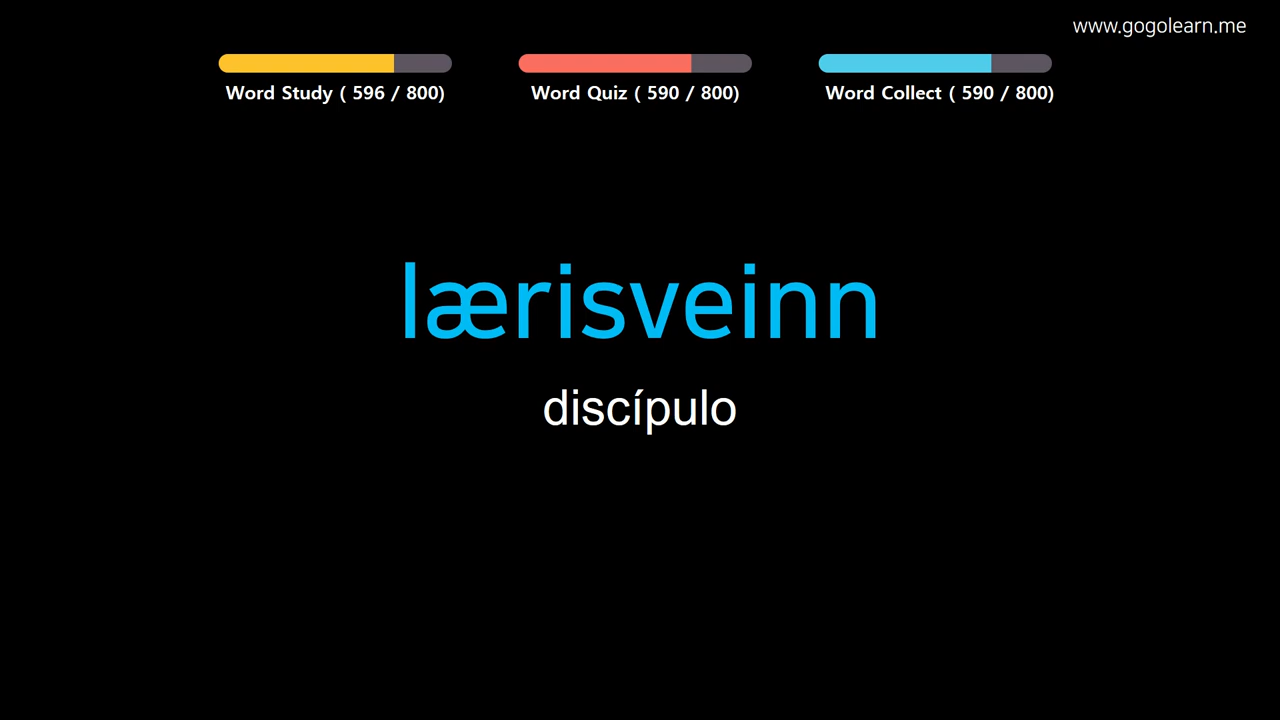 www.gogolearn.me
Word Study ( 596 / 800)
Word Quiz ( 590 / 800)
Word Collect ( 590 / 800)
lærisveinn
discípulo